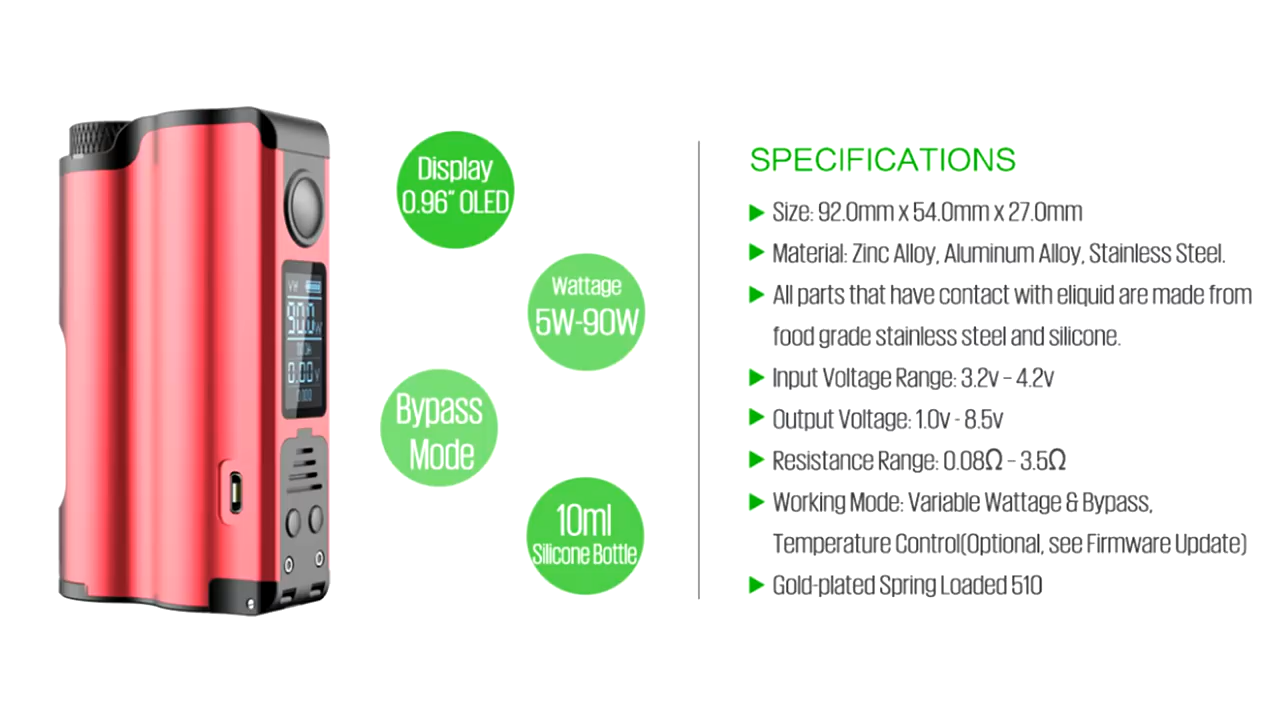 Display
0.96" OLED
Wattage
5W-90W
Bypass
Mode
10ml
Silicone Bottle
90.0w
0.00v
SPECIFICATIONS
Size: 92.0mm x 54.0mm x 27.0mm
Material: Zinc Alloy, Aluminum Alloy, Stainless Steel.
All parts that have contact with eliquid are made from
food grade stainless steel and silicone.
Input Voltage Range: 3.2v – 4.2v
Output Voltage: 1.0v - 8.5v
Resistance Range: 0.08Ω – 3.5Ω
Working Mode: Variable Wattage & Bypass,
Temperature Control(Optional, see Firmware Update)
Gold-plated Spring Loaded 510